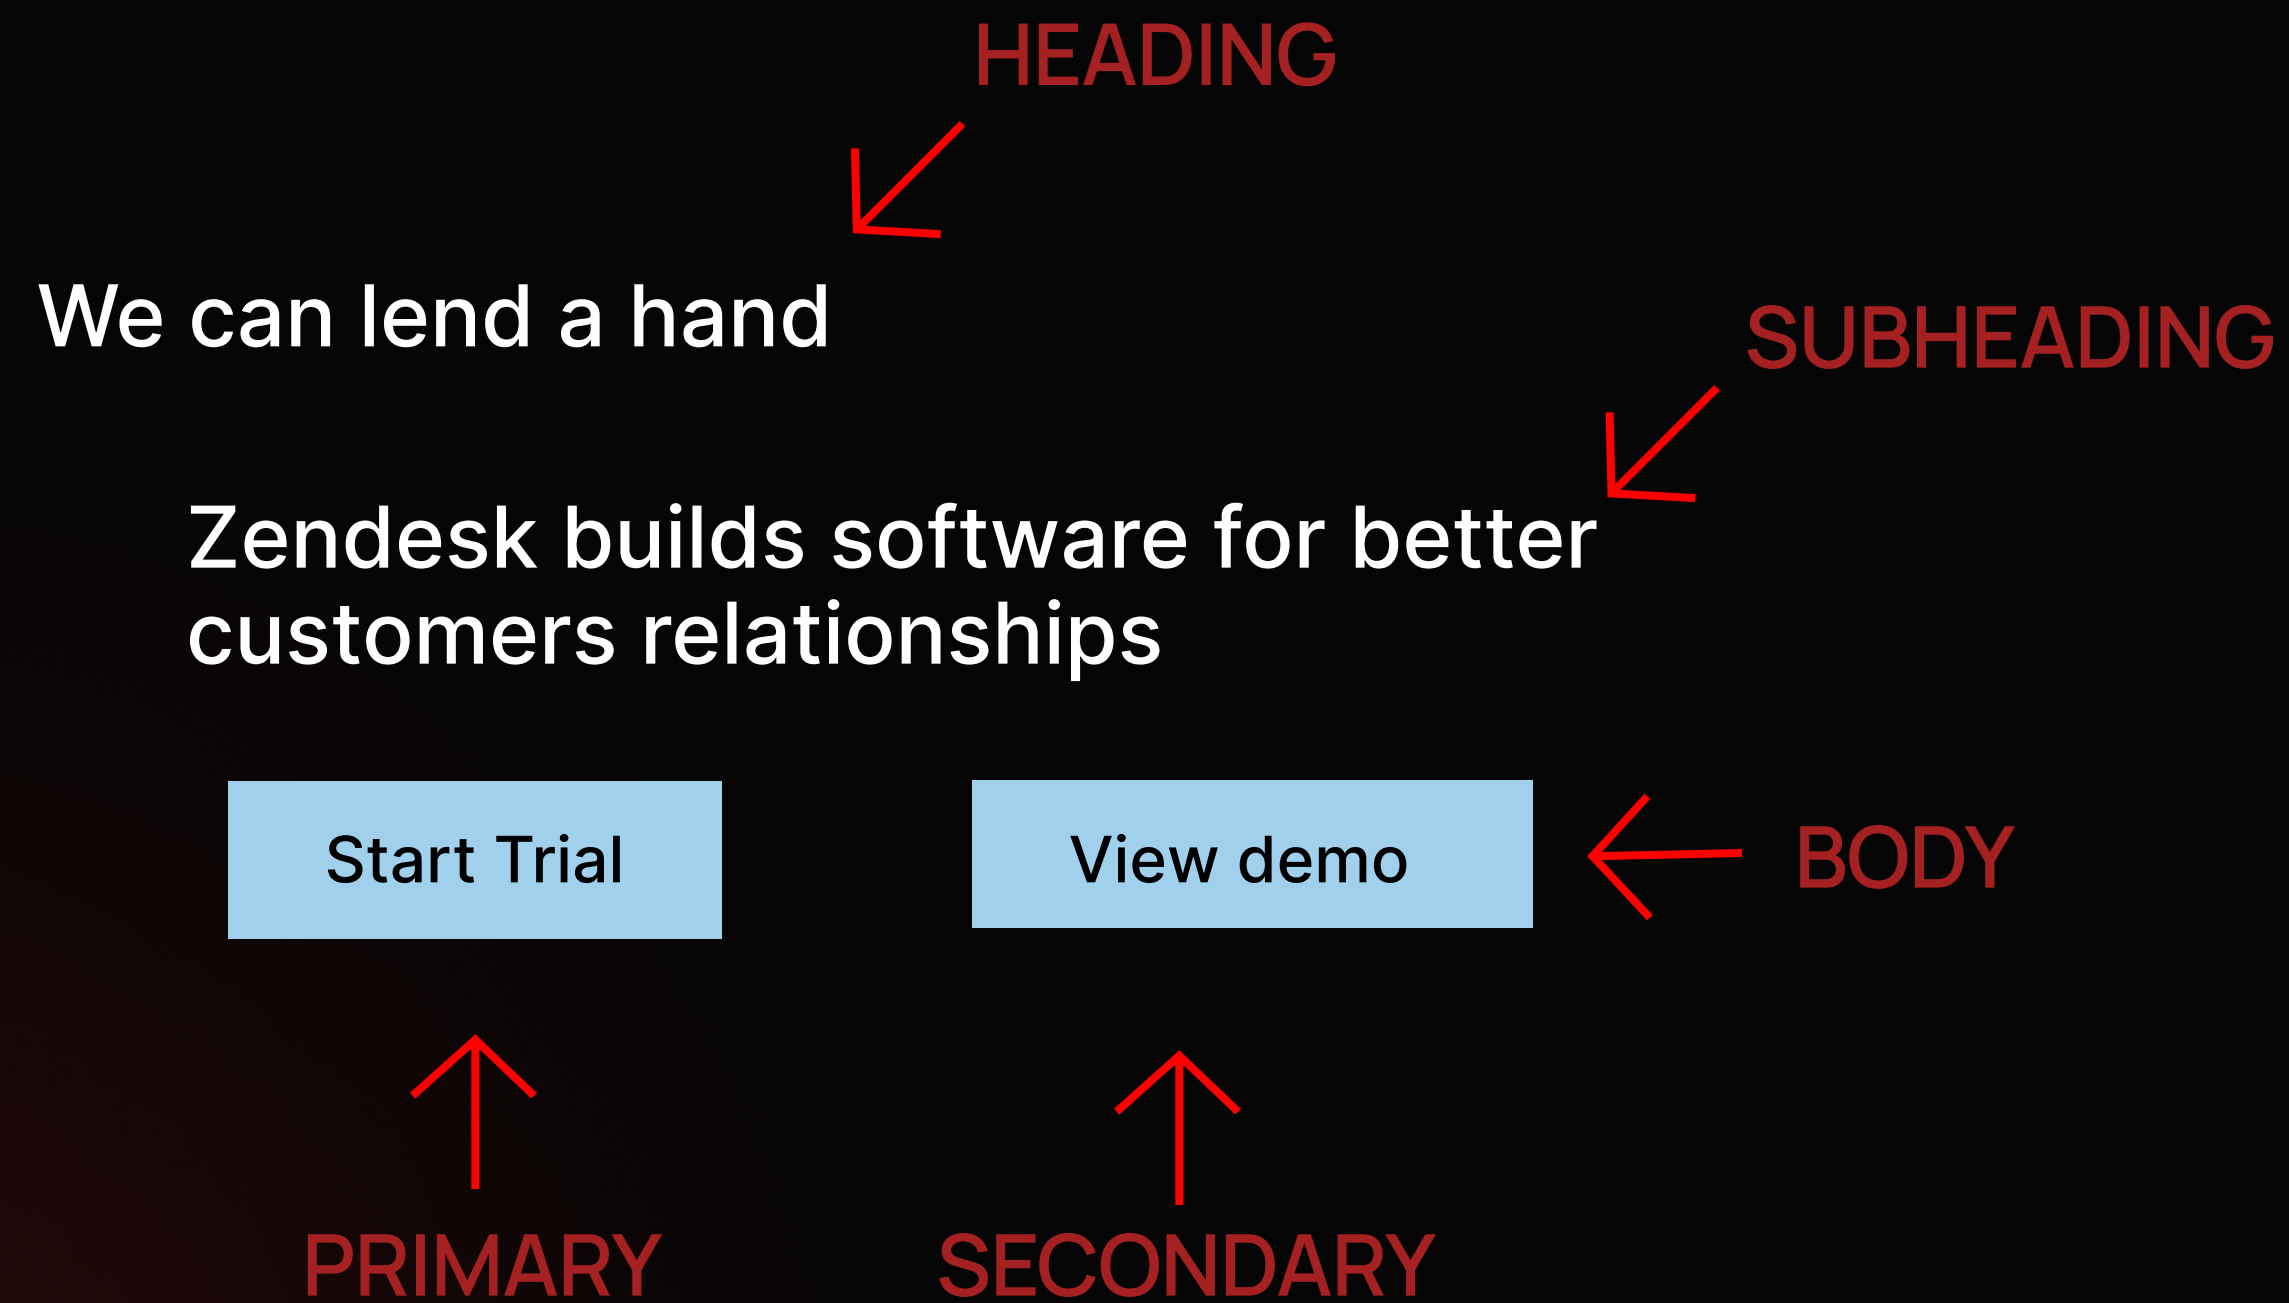 HEADING
We can lend a hand
SUBHEADING
Zendesk builds software for better
customers relationships
Start Trial
View demo
BODY
PRIMARY
SECONDARY